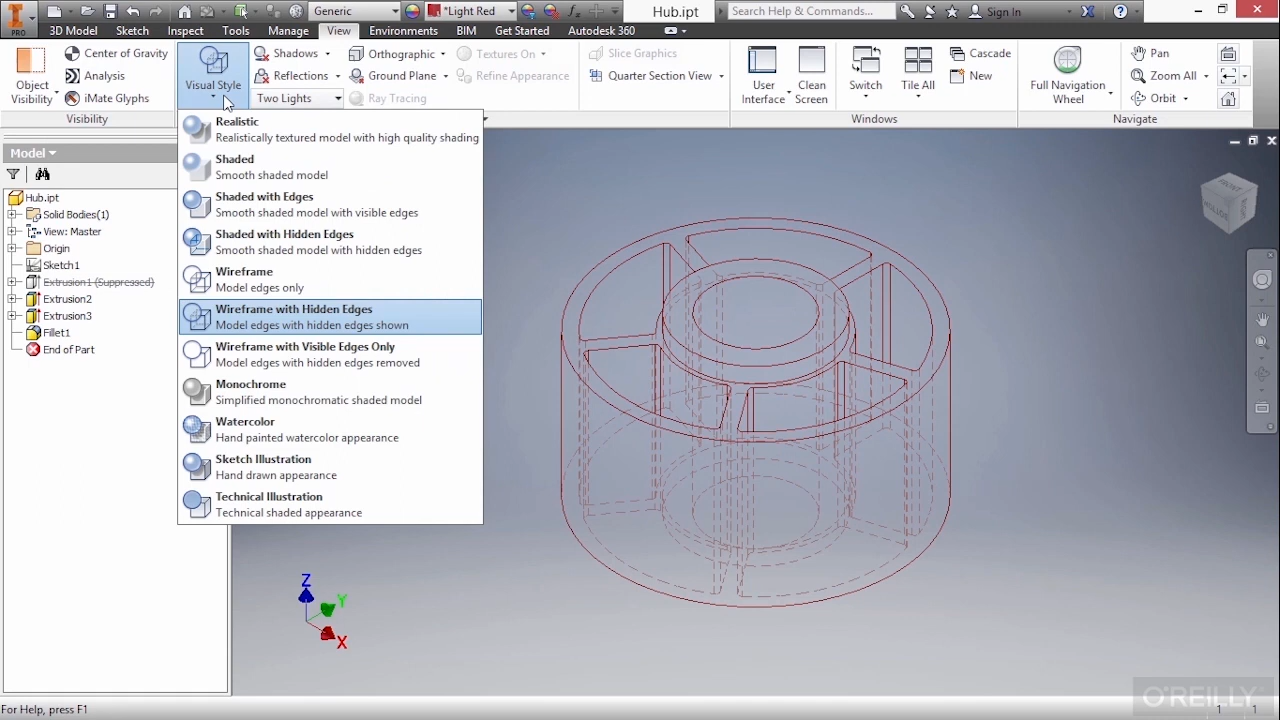 PRO
Generic
*Light Red
Hub.ipt
Search Help & Commands...
Sign In
3D Model Sketch Inspect Tools Manage View Environments BIM Get Started Autodesk 360
Object Visibility
Center of Gravity
Analysis
iMate Glyphs
Visual Style
Shadows
Reflections
Two Lights
Orthographic
Ground Plane
Ray Tracing
Textures On
Refine Appearance
Slice Graphics
Quarter Section View
User Interface
Clean Screen
Switch
Tile All
Cascade
New
Full Navigation Wheel
Pan
Zoom All
Orbit
Visibility
Windows
Navigate
Model
Hub.ipt
Solid Bodies(1)
View: Master
Origin
Sketch1
Extrusion1 (Suppressed)
Extrusion2
Extrusion3
Fillet1
End of Part
Realistic
Realistically textured model with high quality shading
Shaded
Smooth shaded model
Shaded with Edges
Smooth shaded model with visible edges
Shaded with Hidden Edges
Smooth shaded model with hidden edges
Wireframe
Model edges only
Wireframe with Hidden Edges
Model edges with hidden edges shown
Wireframe with Visible Edges Only
Model edges with hidden edges removed
Monochrome
Simplified monochromatic shaded model
Watercolor
Hand painted watercolor appearance
Sketch Illustration
Hand drawn appearance
Technical Illustration
Technical shaded appearance
FRONT
Z
Y
X
For Help, press F1
O'REILLY
1 1